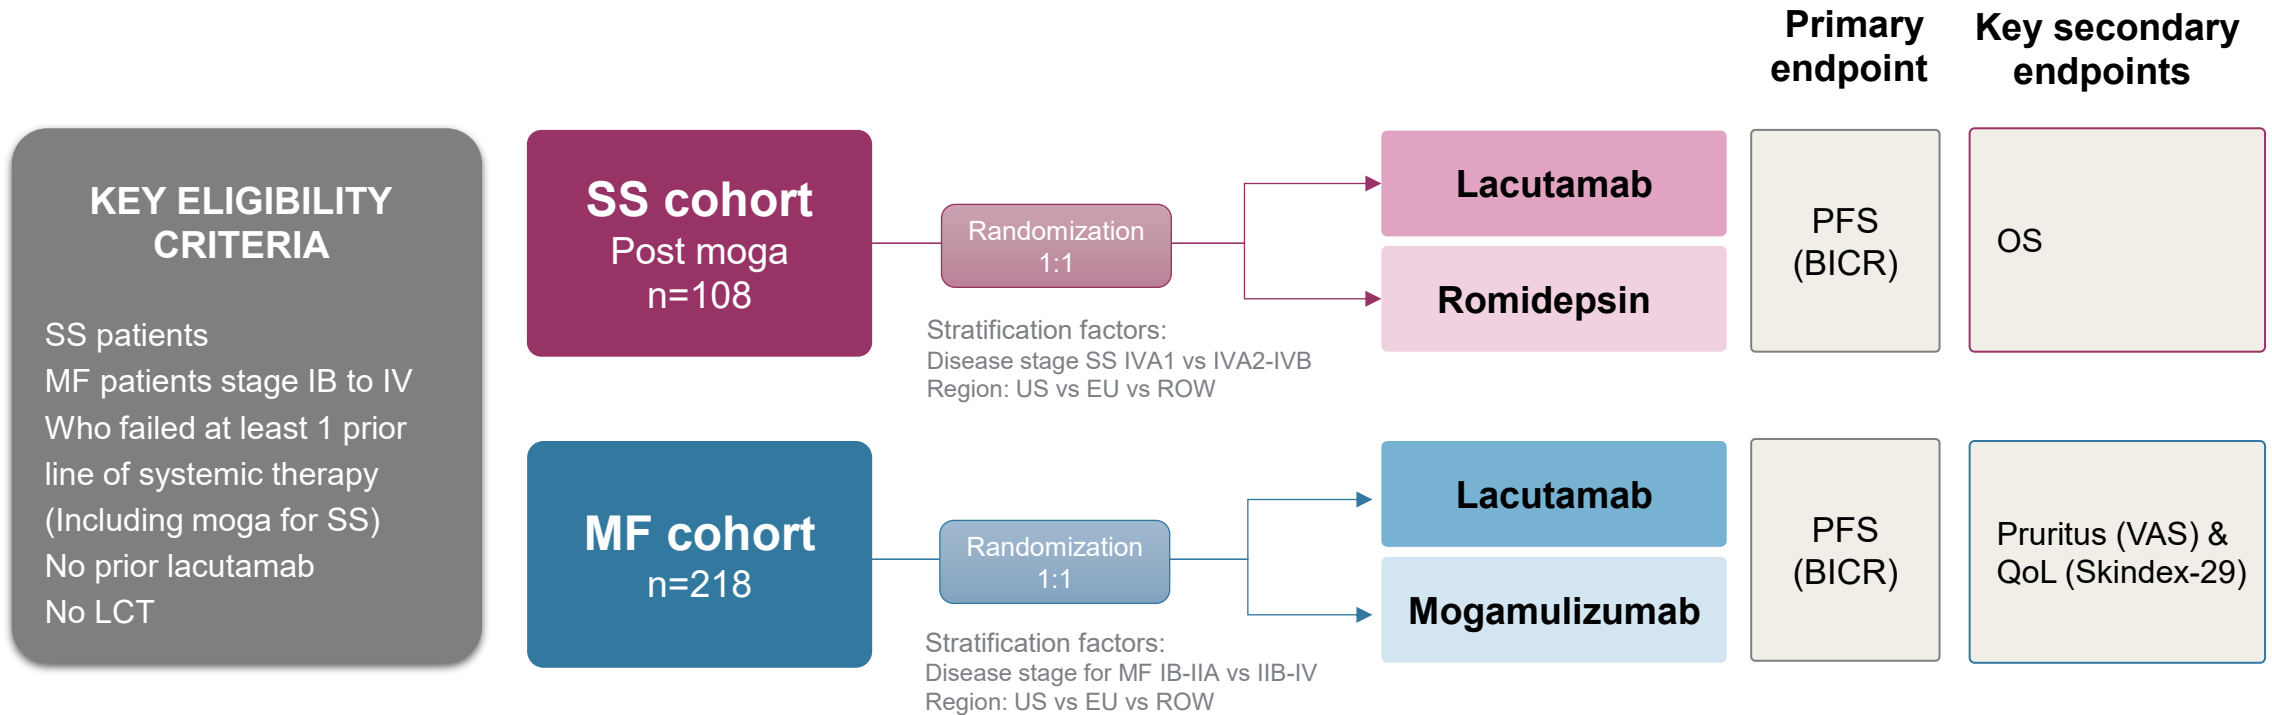 Primary
endpoint
Key secondary
endpoints
KEY ELIGIBILITY
CRITERIA
SS patients
MF patients stage IB to IV
Who failed at least 1 prior
line of systemic therapy
(Including moga for SS)
No prior lacutamab
No LCT
SS cohort
Post moga
n=108
Randomization
1:1
Stratification factors:
Disease stage SS IVA1 vs IVA2-IVB
Region: US vs EU vs ROW
Lacutamab
Romidepsin
PFS
(BICR)
OS
MF cohort
n=218
Randomization
1:1
Stratification factors:
Disease stage for MF IB-IIA vs IIB-IV
Region: US vs EU vs ROW
Lacutamab
Mogamulizumab
PFS
(BICR)
Pruritus (VAS) &
QoL (Skindex-29)